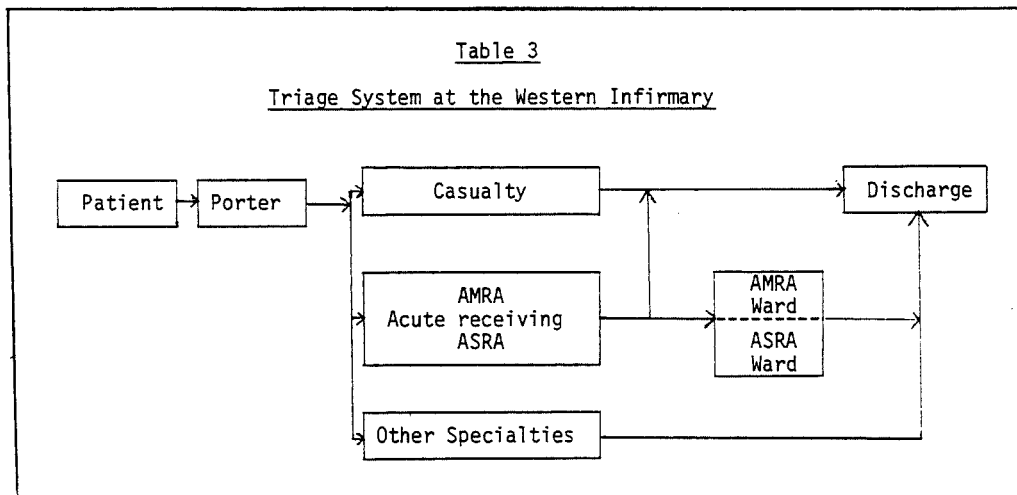 Table 3
Triage System at the Western Infirmary
Patient
Porter
Casualty
Discharge
AMRA
Acute receiving
ASRA
AMRA
Ward
ASRA
Ward
Other Specialties